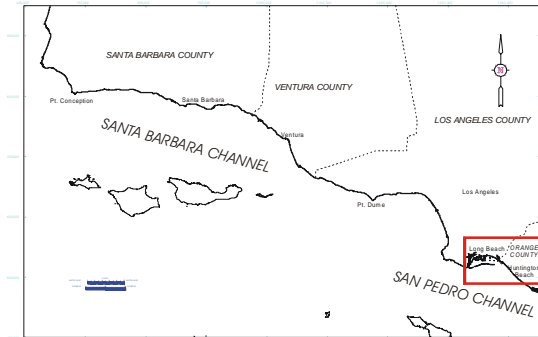 SANTA BARBARA COUNTY
VENTURA COUNTY
N
Pt. Conception
Santa Barbara
LOS ANGELES COUNTY
SANTA BARBARA CHANNEL
Ventura
Los Angeles
Pt. Dume
Long Beach
ORANGE
COUNTY
Huntington
Beach
SAN PEDRO CHANNEL